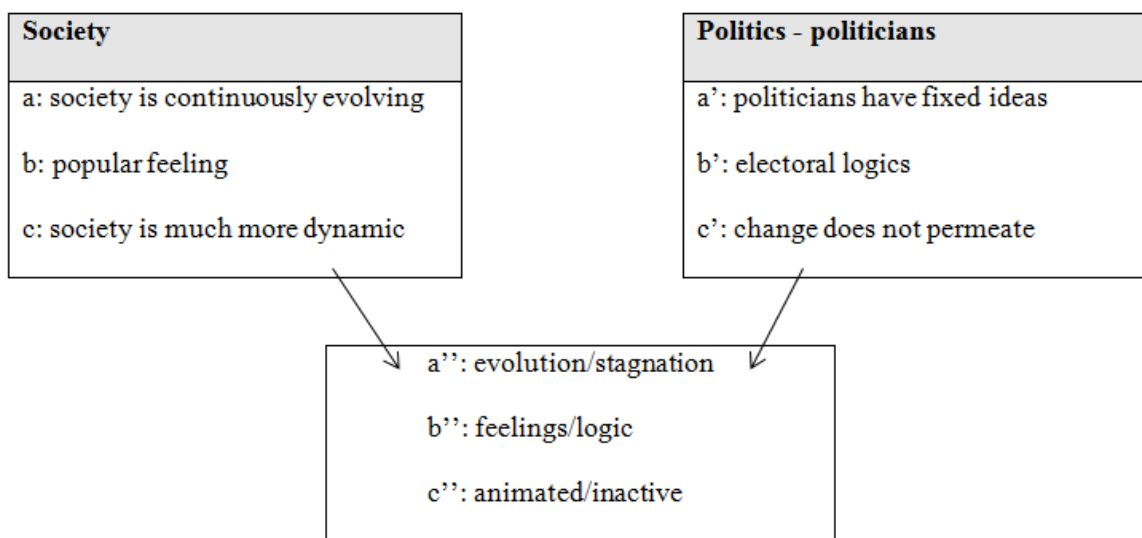 Society
a: society is continuously evolving
b: popular feeling
c: society is much more dynamic
Politics - politicians
a’: politicians have fixed ideas
b’: electoral logics
c’: change does not permeate
a’’: evolution/stagnation
b’’: feelings/logic
c’’: animated/inactive